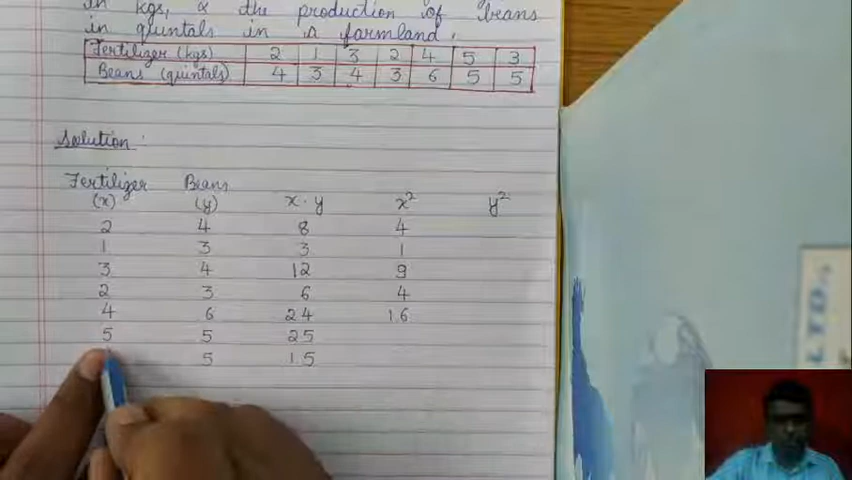 in kgs, & the production of beans
in quintals in a farmland.
Fertilizer (kgs) 2 1 3 2 4 5 3
Beans (quintals) 4 3 4 3 6 5 5
Solution :
Fertilizer Beans
(x) (y) x · y x² y²
2 4 8 4
1 3 3 1
3 4 12 9
2 3 6 4
4 6 24 16
5 5 25
5 15
LTD.